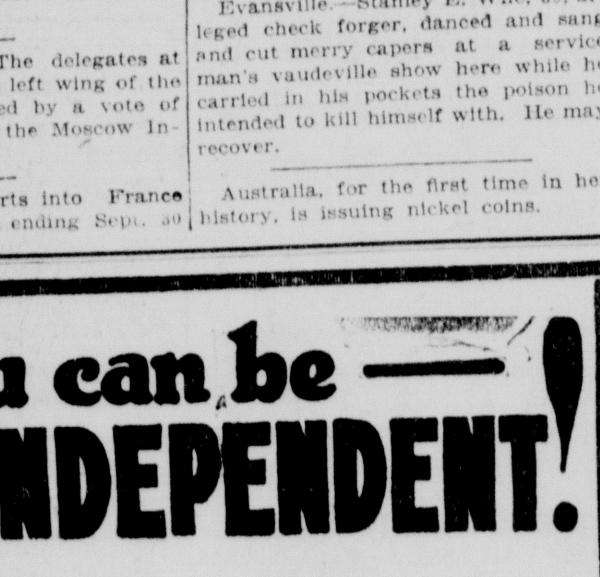 The delegates at
left wing of the
ed by a vote of
the Moscow In-
rts into France
ending Sept. 30
Evansville.—Stanley E.
leged check forger, danced and sang
and cut merry capers at a service
man's vaudeville show here while he
carried in his pockets the poison he
intended to kill himself with. He may
recover.
Australia, for the first time in he
history, is issuing nickel coins.
u can be —
INDEPENDENT!